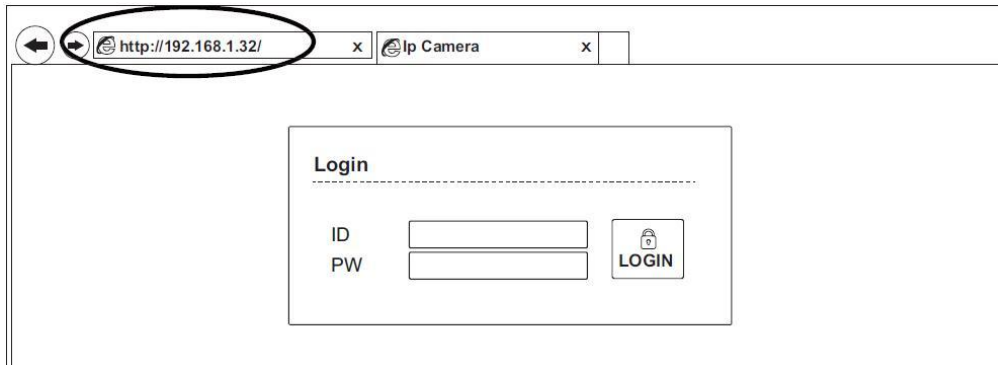 http://192.168.1.32/ x Ip Camera x
Login
ID
PW
LOGIN